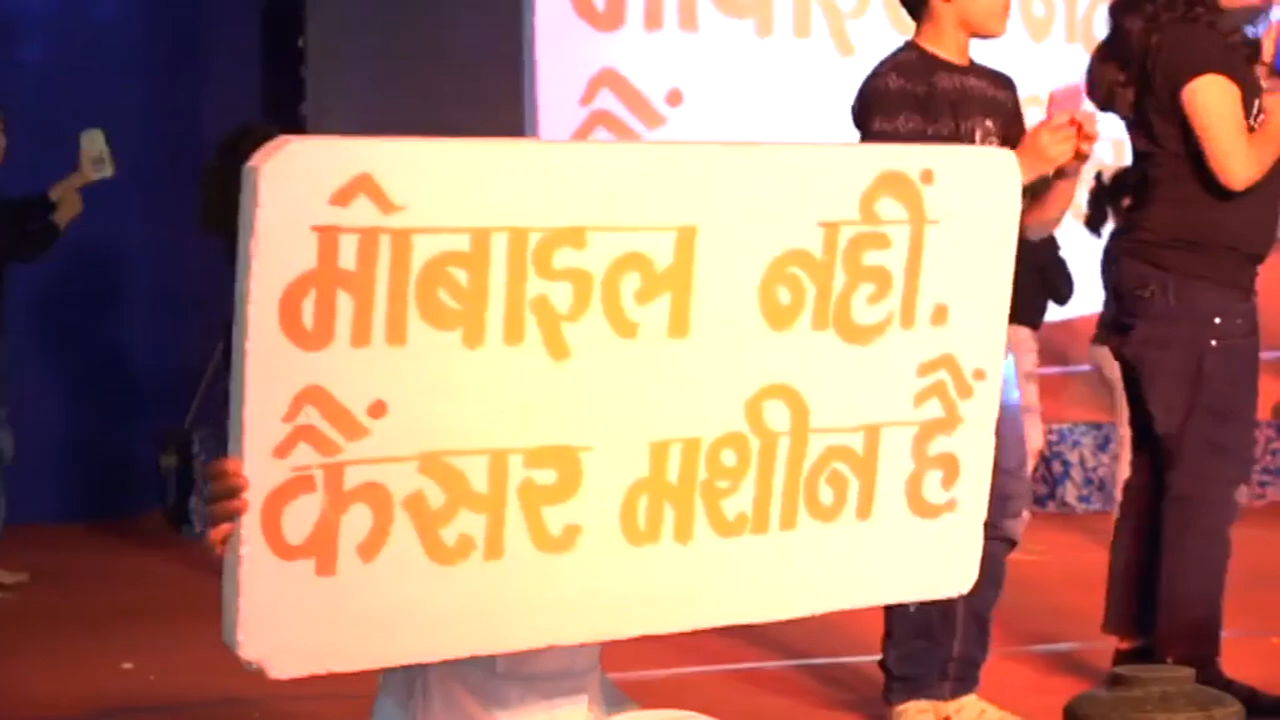 मोबाइल नहीं.
कैंसर मशीन हैं